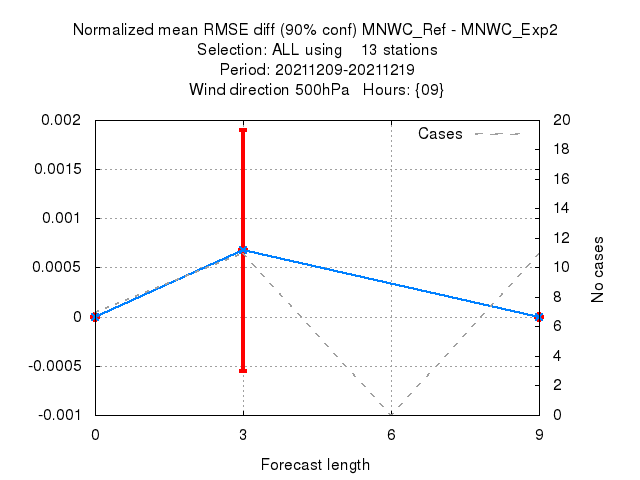 Normalized mean RMSE diff (90% conf) MNWC_Ref - MNWC_Exp2
Selection: ALL using 13 stations
Period: 20211209-20211219
Wind direction 500hPa Hours: {09}
Cases
0.002
0.0015
0.001
0.0005
0
-0.0005
-0.001
20
18
16
14
12
10
8
6
4
2
0
No cases
0 3 6 9
Forecast length